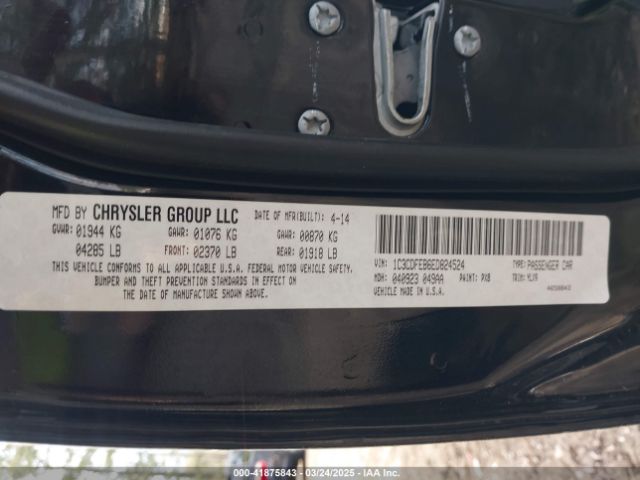 MFD BY CHRYSLER GROUP LLC DATE OF MFR(BUILT): 4-14
GVWR: 01944 KG GAWR: 01076 KG GAWR: 00870 KG
04285 LB FRONT: 02370 LB REAR: 01918 LB
THIS VEHICLE CONFORMS TO ALL APPLICABLE U.S.A. FEDERAL MOTOR VEHICLE SAFETY,
BUMPER AND THEFT PREVENTION STANDARDS IN EFFECT ON
THE DATE OF MANUFACTURE SHOWN ABOVE.
VIN: 1C3CDFEB6ED824524 TYPE: PASSENGER CAR
MDH: 040923 049AA PAINT: PX8 TRIM: MLX9
VEHICLE MADE IN U.S.A.
INSTANCE --41875843 // 03/24/2025 // IAA Inc.